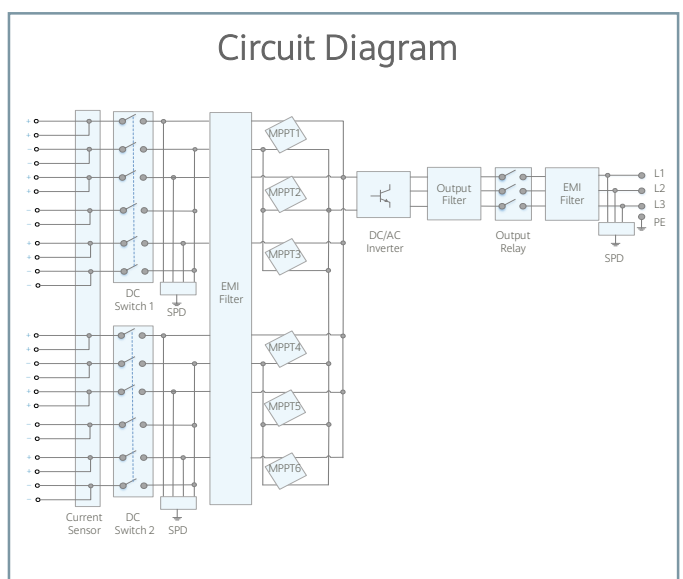 Circuit Diagram
+
+
−
−
+
+
−
−
+
+
−
−
MPPT1
MPPT2
MPPT3
DC
Switch 1
SPD
EMI
Filter
DC/AC
Inverter
Output
Filter
Output
Relay
EMI
Filter
L1
L2
L3
PE
SPD
+
+
−
−
+
+
−
−
+
+
−
−
MPPT4
MPPT5
MPPT6
Current
Sensor
DC
Switch 2
SPD